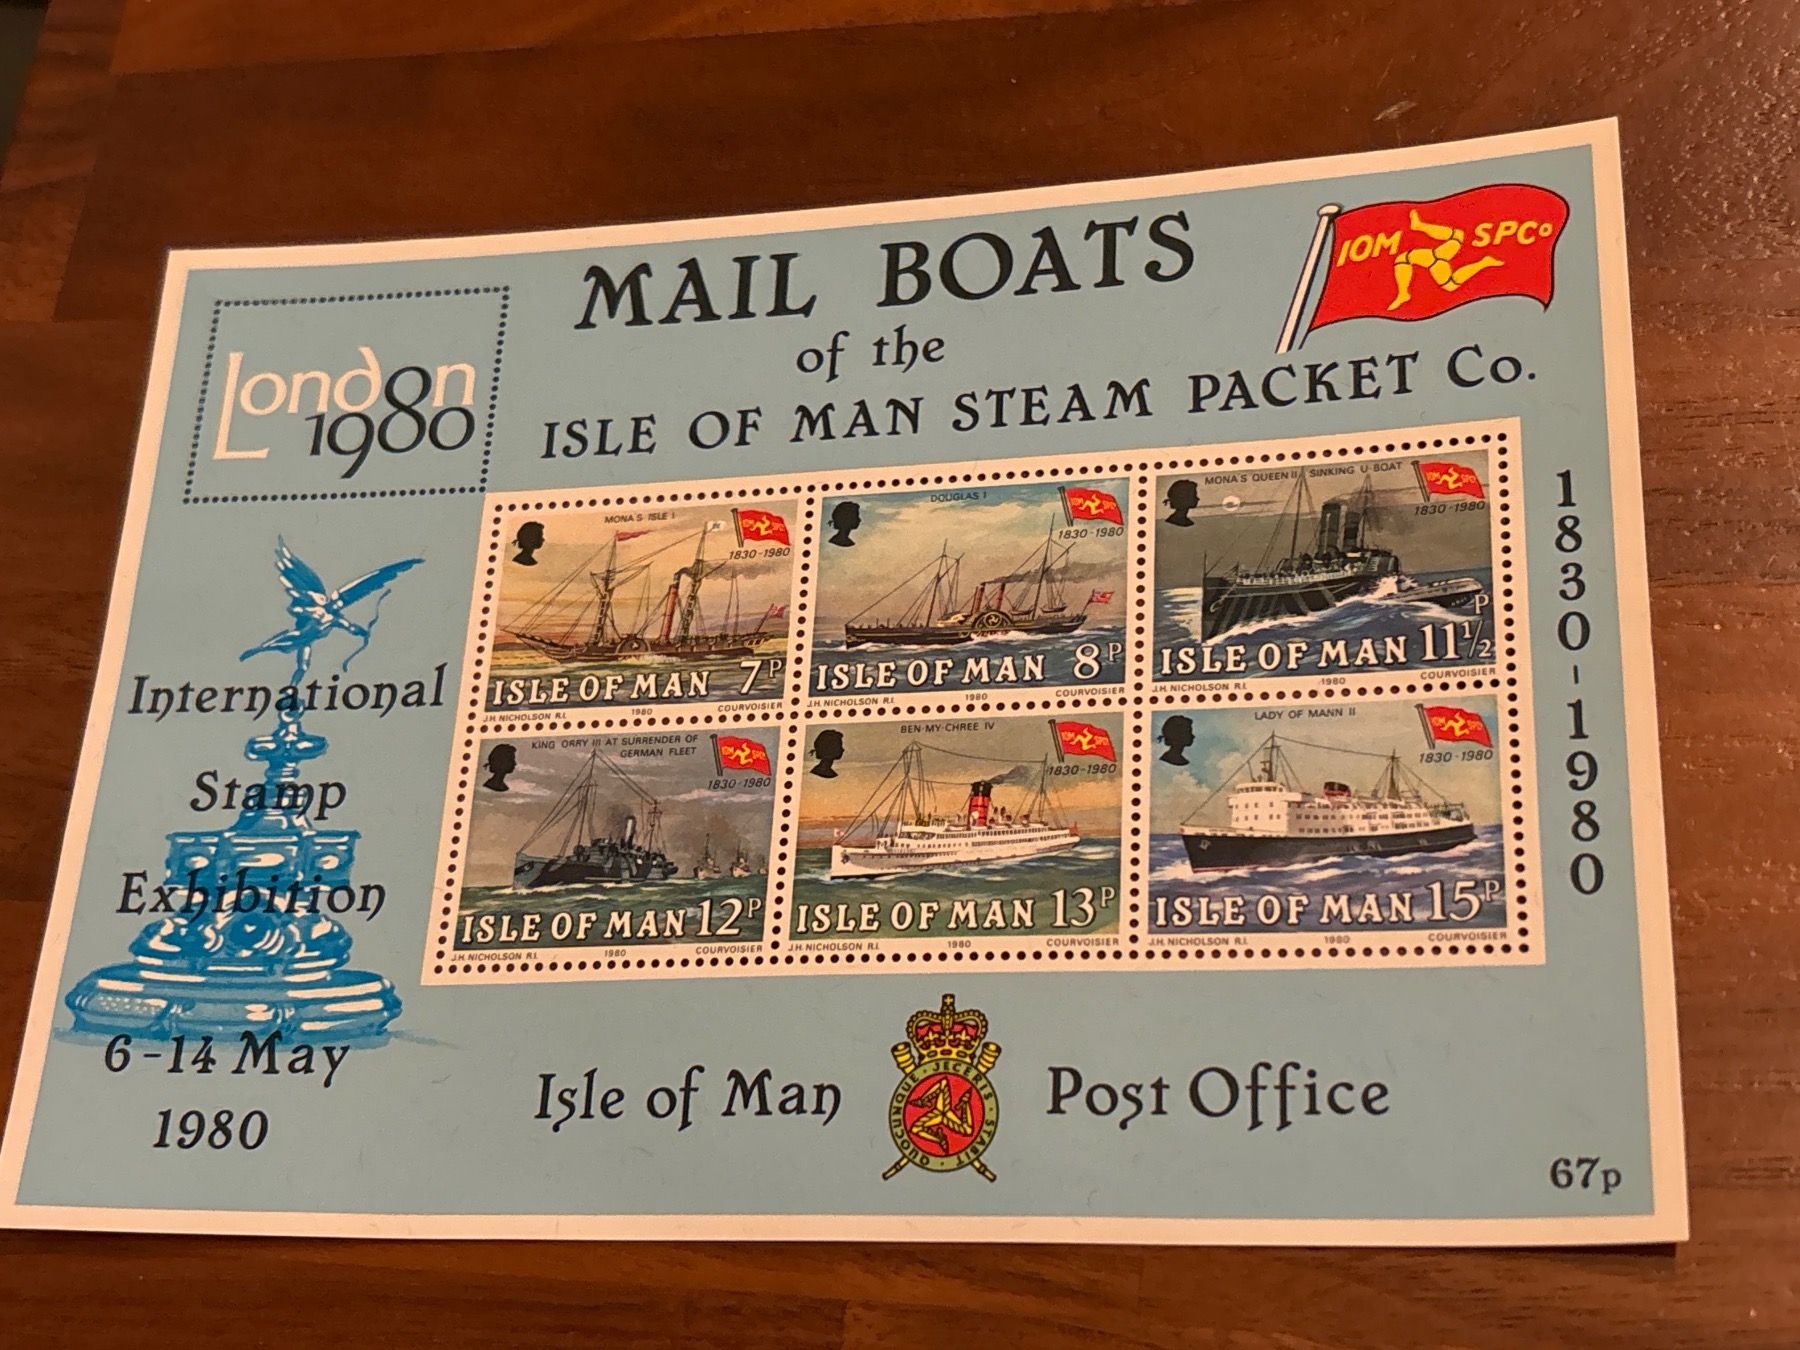 London
1980
MAIL BOATS
of the
ISLE OF MAN STEAM PACKET Co.
IOM SPCo
1830-1980
International
Stamp
Exhibition
6-14 May
1980
MONA'S ISLE I
1830-1980
ISLE OF MAN 7P
J.H. NICHOLSON R.I. 1980 COURVOISIER
DOUGLAS I
1830-1980
ISLE OF MAN 8P
J.H. NICHOLSON R.I. 1980 COURVOISIER
MONA'S QUEEN II SINKING U-BOAT
1830-1980
ISLE OF MAN 11½P
J.H. NICHOLSON R.I. 1980 COURVOISIER
KING ORRY III AT SURRENDER OF
GERMAN FLEET
1830-1980
ISLE OF MAN 12P
J.H. NICHOLSON R.I. 1980 COURVOISIER
BEN-MY-CHREE IV
1830-1980
ISLE OF MAN 13P
J.H. NICHOLSON R.I. 1980 COURVOISIER
LADY OF MANN II
1830-1980
ISLE OF MAN 15P
J.H. NICHOLSON R.I. 1980 COURVOISIER
Isle of Man Post Office
QUOCUNQUE · JECERIS · STABIT
67p